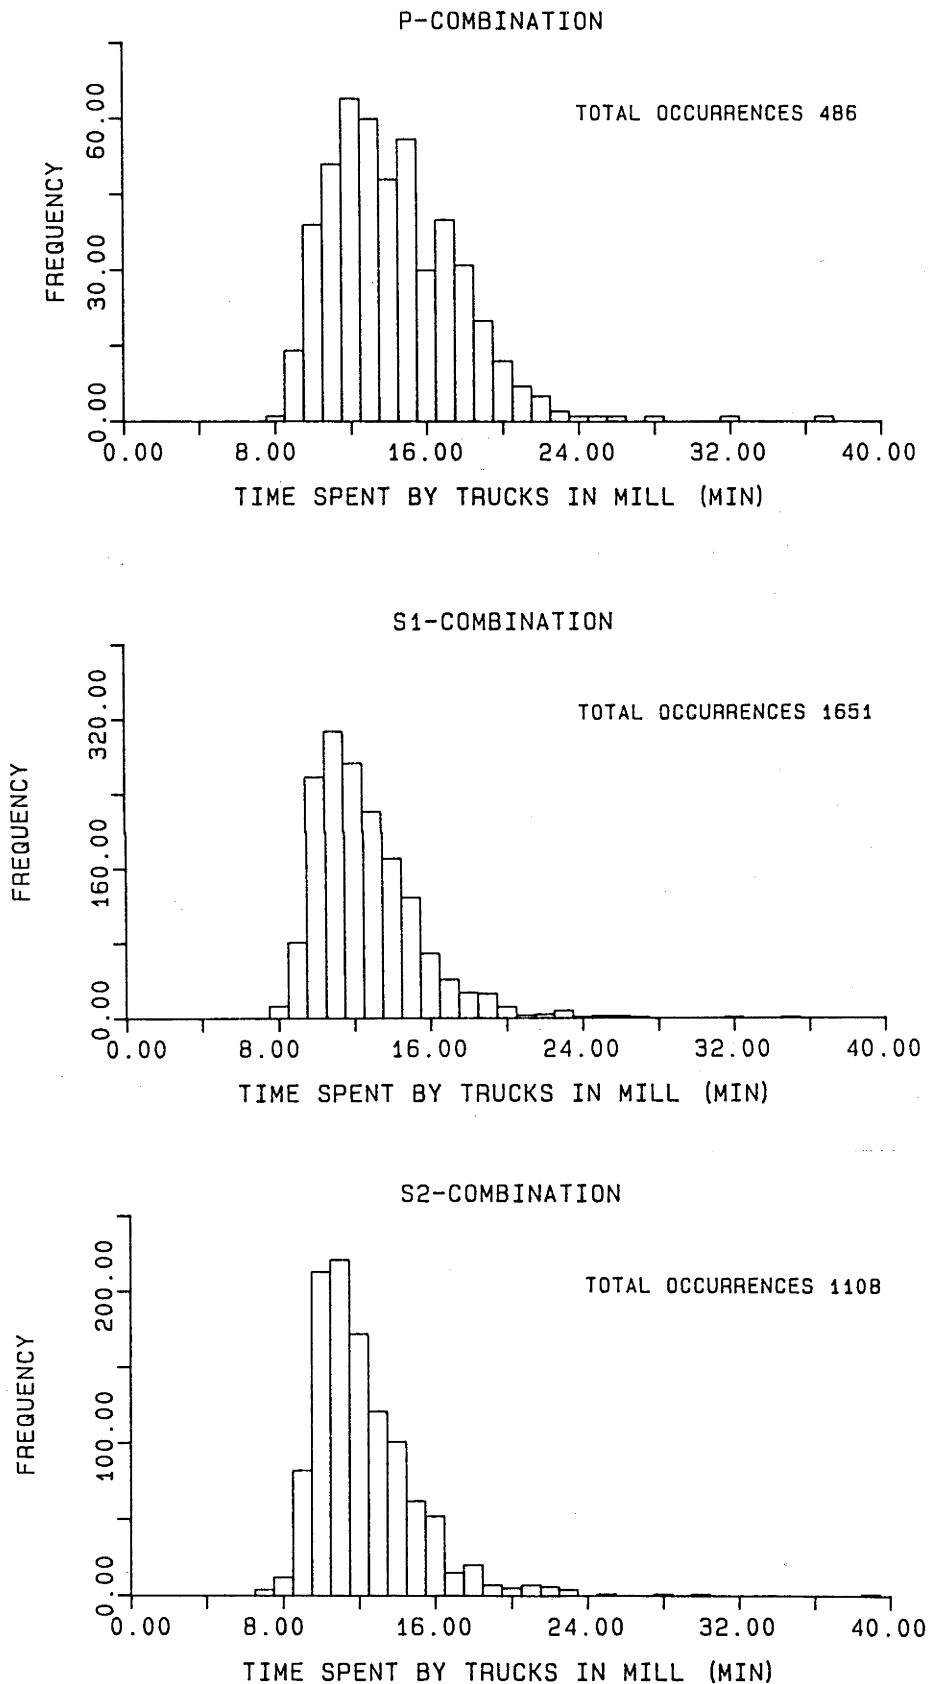 P-COMBINATION
TOTAL OCCURRENCES 486
FREQUENCY
60.00
30.00
0.00
0.00 8.00 16.00 24.00 32.00 40.00
TIME SPENT BY TRUCKS IN MILL (MIN)
S1-COMBINATION
TOTAL OCCURRENCES 1651
FREQUENCY
320.00
160.00
0.00
0.00 8.00 16.00 24.00 32.00 40.00
TIME SPENT BY TRUCKS IN MILL (MIN)
S2-COMBINATION
TOTAL OCCURRENCES 1108
FREQUENCY
200.00
100.00
0.00
0.00 8.00 16.00 24.00 32.00 40.00
TIME SPENT BY TRUCKS IN MILL (MIN)